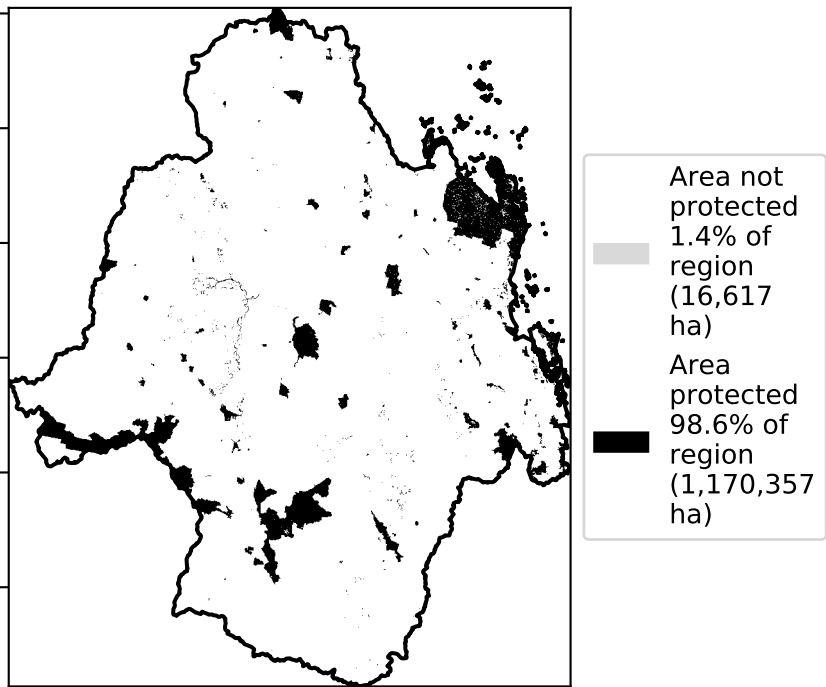 Area not
protected
1.4% of
region
(16,617
ha)
Area
protected
98.6% of
region
(1,170,357
ha)